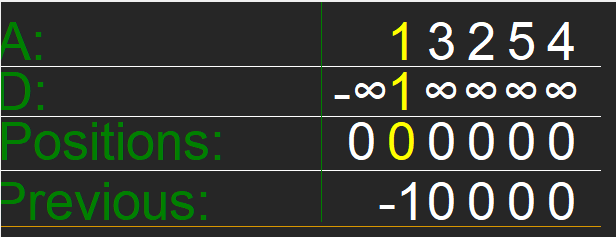 A: 1 3 2 5 4
D: -∞ 1 ∞ ∞ ∞ ∞
Positions: 0 0 0 0 0 0
Previous: -1 0 0 0 0